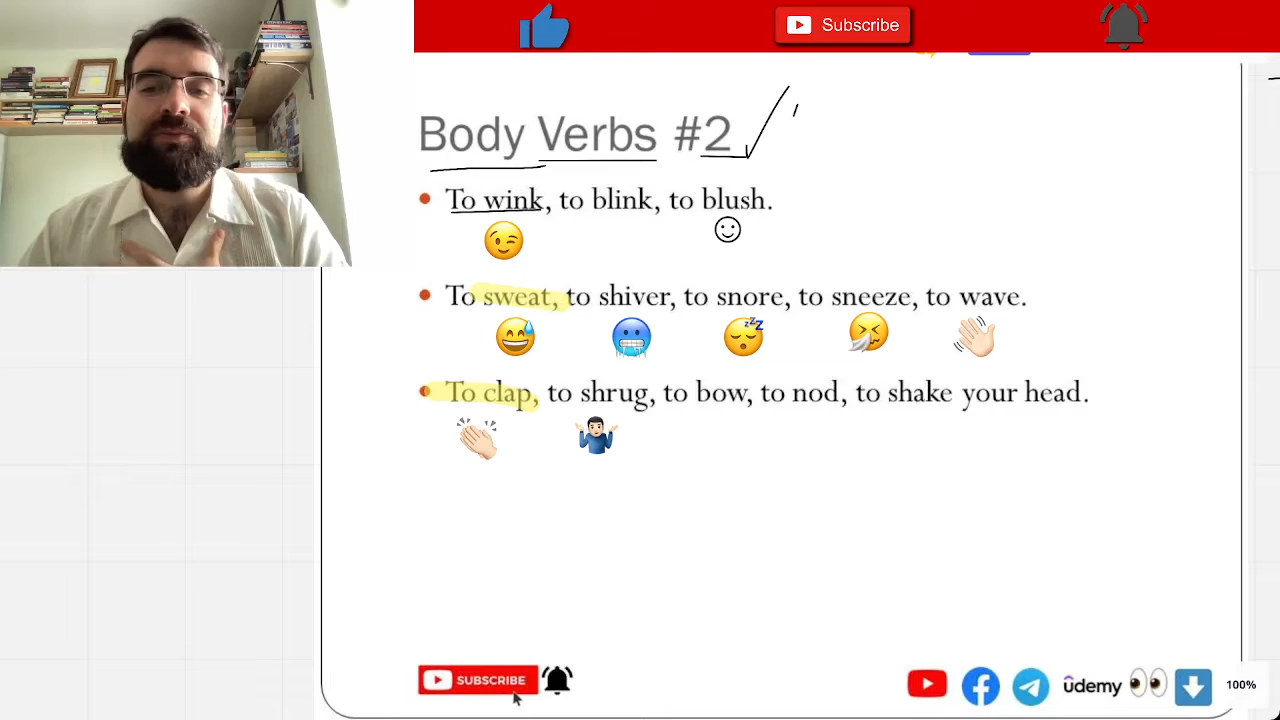 Subscribe
Body Verbs #2
To wink, to blink, to blush.
To sweat, to shiver, to snore, to sneeze, to wave.
To clap, to shrug, to bow, to nod, to shake your head.
SUBSCRIBE
ûdemy
100%